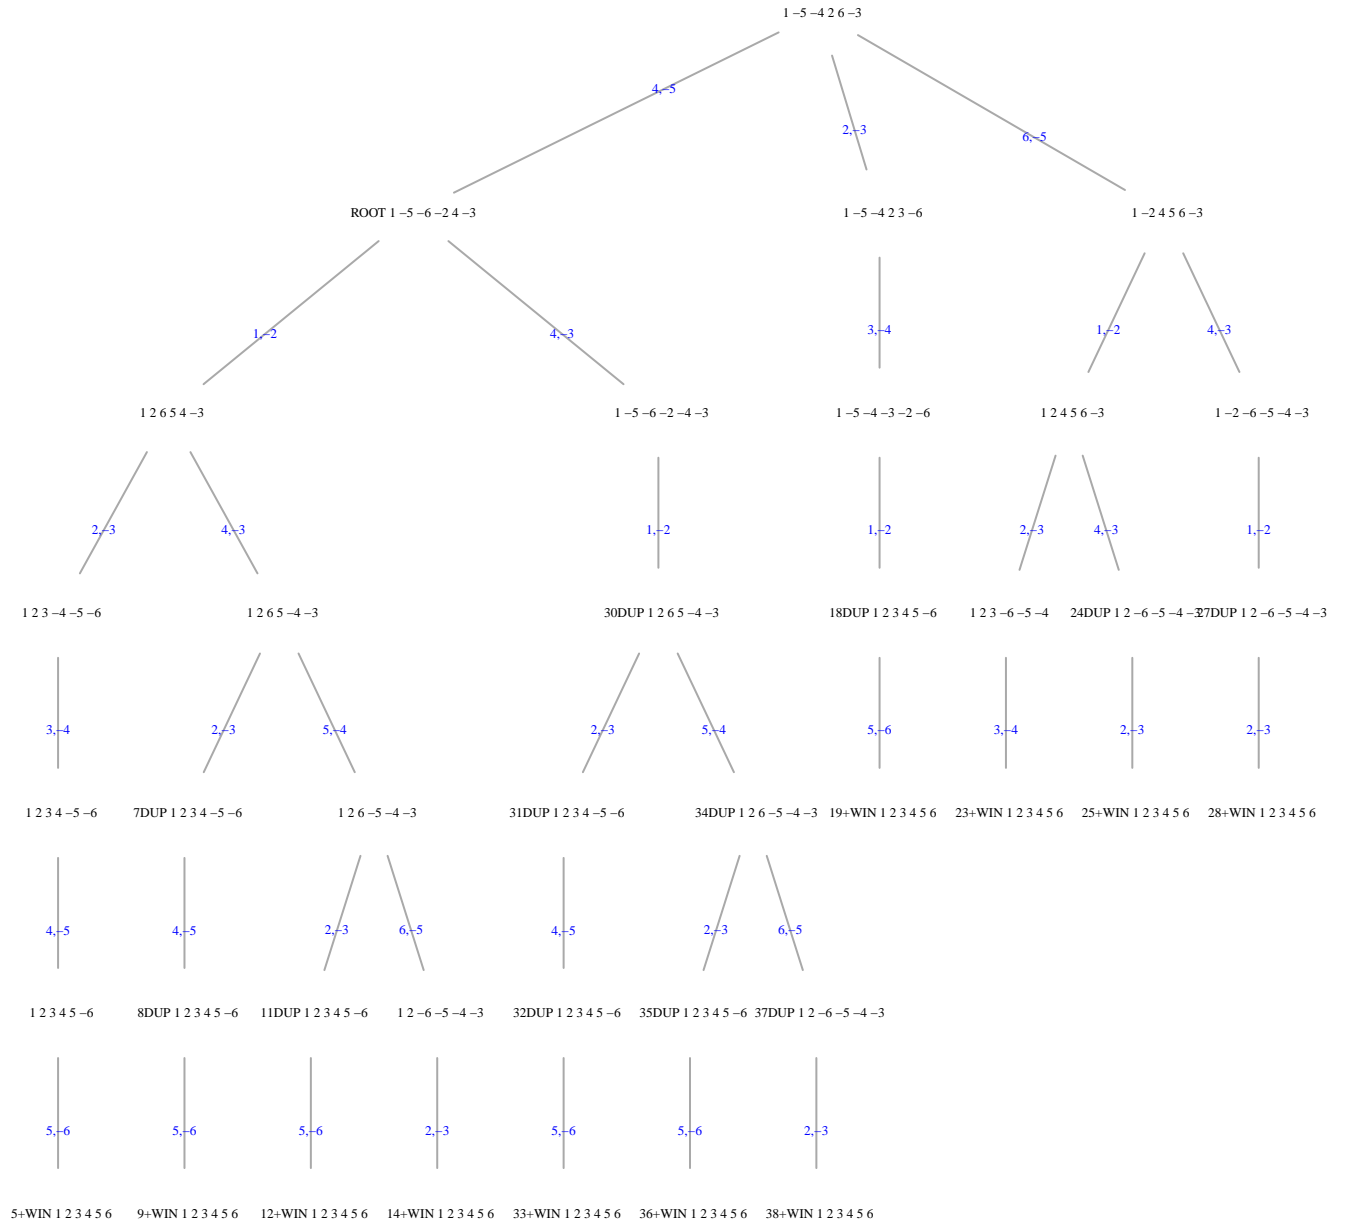 1 –5 –4 2 6 –3
4,–5
2,–3
6,–5
ROOT 1 –5 –6 –2 4 –3
1 –5 –4 2 3 –6
1 –2 4 5 6 –3
1,–2
4,–3
3,–4
1,–2
4,–3
1 2 6 5 4 –3
1 –5 –6 –2 –4 –3
1 –5 –4 –3 –2 –6
1 2 4 5 6 –3
1 –2 –6 –5 –4 –3
2,–3
4,–3
1,–2
1,–2
2,–3
4,–3
1,–2
1 2 3 –4 –5 –6
1 2 6 5 –4 –3
30DUP 1 2 6 5 –4 –3
18DUP 1 2 3 4 5 –6
1 2 3 –6 –5 –4
24DUP 1 2 –6 –5 –4 –3
27DUP 1 2 –6 –5 –4 –3
3,–4
2,–3
5,–4
2,–3
5,–4
5,–6
3,–4
2,–3
2,–3
1 2 3 4 –5 –6
7DUP 1 2 3 4 –5 –6
1 2 6 –5 –4 –3
31DUP 1 2 3 4 –5 –6
34DUP 1 2 6 –5 –4 –3
19+WIN 1 2 3 4 5 6
23+WIN 1 2 3 4 5 6
25+WIN 1 2 3 4 5 6
28+WIN 1 2 3 4 5 6
4,–5
4,–5
2,–3
6,–5
4,–5
2,–3
6,–5
1 2 3 4 5 –6
8DUP 1 2 3 4 5 –6
11DUP 1 2 3 4 5 –6
1 2 –6 –5 –4 –3
32DUP 1 2 3 4 5 –6
35DUP 1 2 3 4 5 –6
37DUP 1 2 –6 –5 –4 –3
5,–6
5,–6
5,–6
2,–3
5,–6
5,–6
2,–3
5+WIN 1 2 3 4 5 6
9+WIN 1 2 3 4 5 6
12+WIN 1 2 3 4 5 6
14+WIN 1 2 3 4 5 6
33+WIN 1 2 3 4 5 6
36+WIN 1 2 3 4 5 6
38+WIN 1 2 3 4 5 6